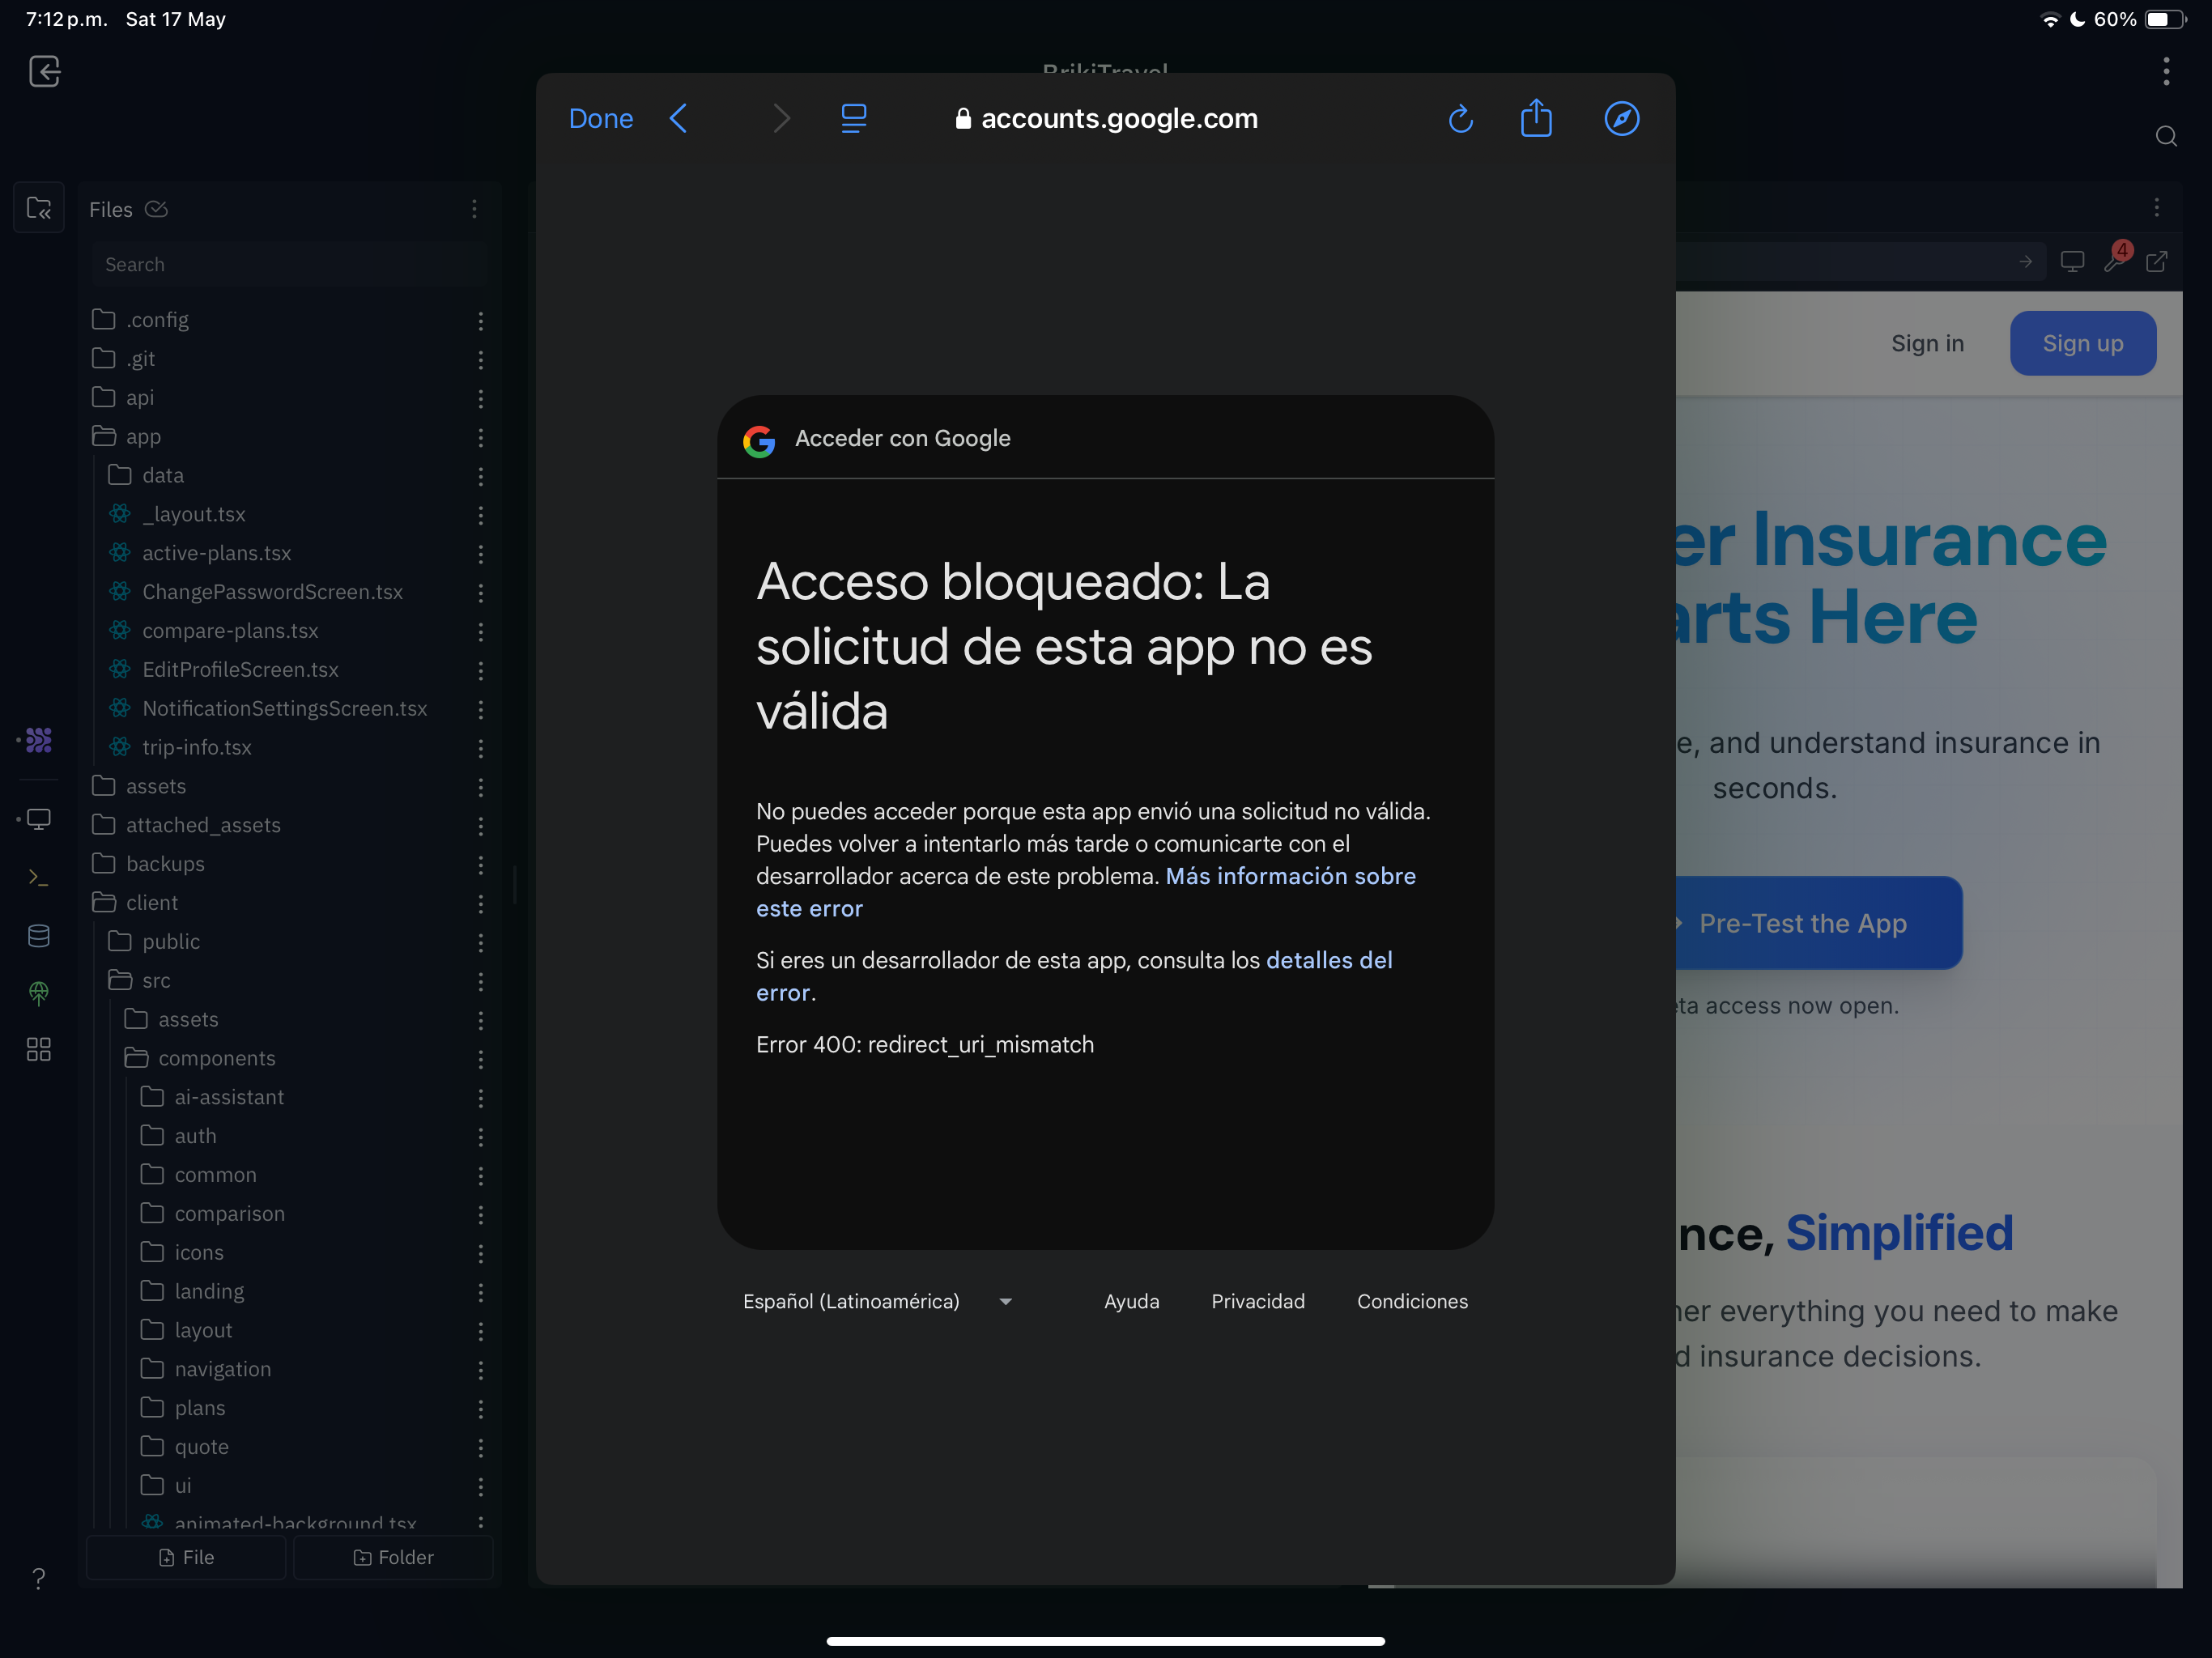 7:12 p.m. Sat 17 May
60%
BrikiTravel
Done
accounts.google.com
Files
Search
.config
.git
api
app
data
_layout.tsx
active-plans.tsx
ChangePasswordScreen.tsx
compare-plans.tsx
EditProfileScreen.tsx
NotificationSettingsScreen.tsx
trip-info.tsx
assets
attached_assets
backups
client
public
src
assets
components
ai-assistant
auth
common
comparison
icons
landing
layout
navigation
plans
quote
ui
animated-background.tsx
File
Folder
?
Acceder con Google
Acceso bloqueado: La
solicitud de esta app no es
válida
No puedes acceder porque esta app envió una solicitud no válida.
Puedes volver a intentarlo más tarde o comunicarte con el
desarrollador acerca de este problema. Más información sobre
este error
Si eres un desarrollador de esta app, consulta los detalles del
error.
Error 400: redirect_uri_mismatch
Español (Latinoamérica)
Ayuda
Privacidad
Condiciones
4
Sign in
Sign up
er Insurance
arts Here
e, and understand insurance in
seconds.
Pre-Test the App
eta access now open.
nce, Simplified
her everything you need to make
d insurance decisions.